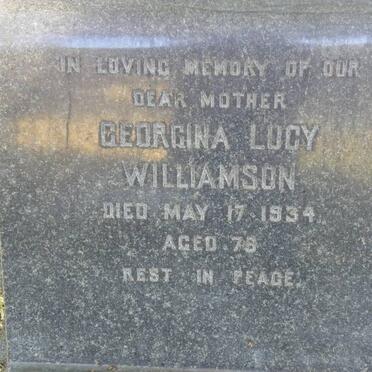 IN LOVING MEMORY OF OUR
DEAR MOTHER
GEORGINA LUCY
WILLIAMSON
DIED MAY 17 1934.
AGED 78
REST IN PEACE.